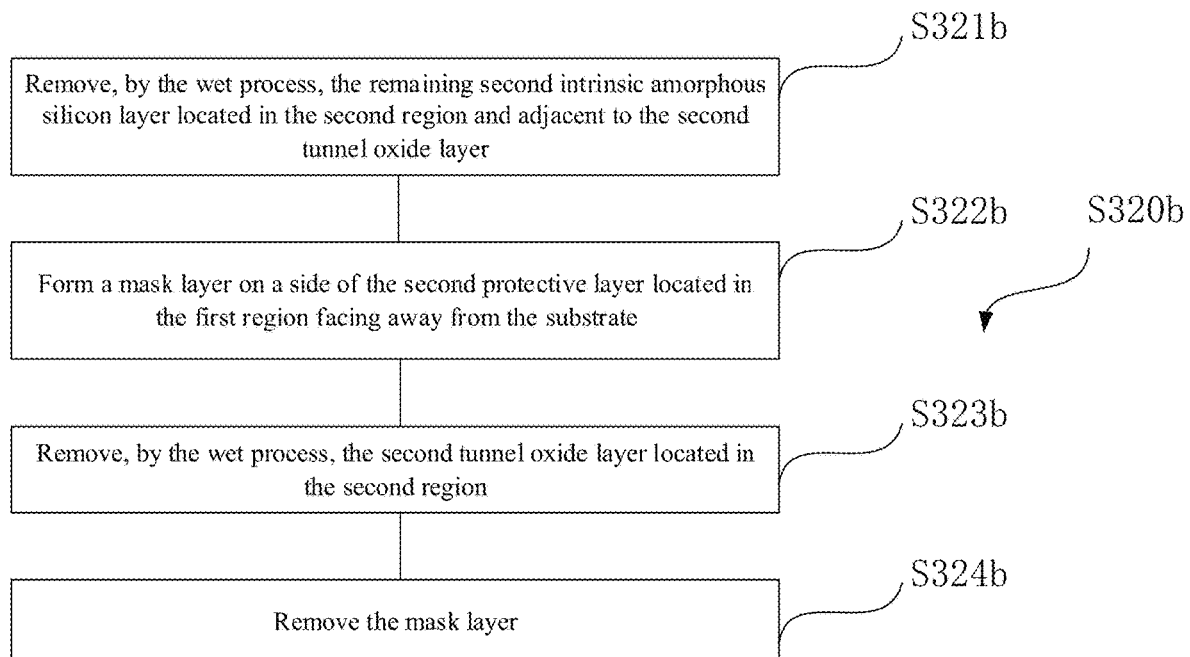 S321b
Remove, by the wet process, the remaining second intrinsic amorphous
silicon layer located in the second region and adjacent to the second
tunnel oxide layer
S322b
S320b
Form a mask layer on a side of the second protective layer located in
the first region facing away from the substrate
S323b
Remove, by the wet process, the second tunnel oxide layer located in
the second region
S324b
Remove the mask layer